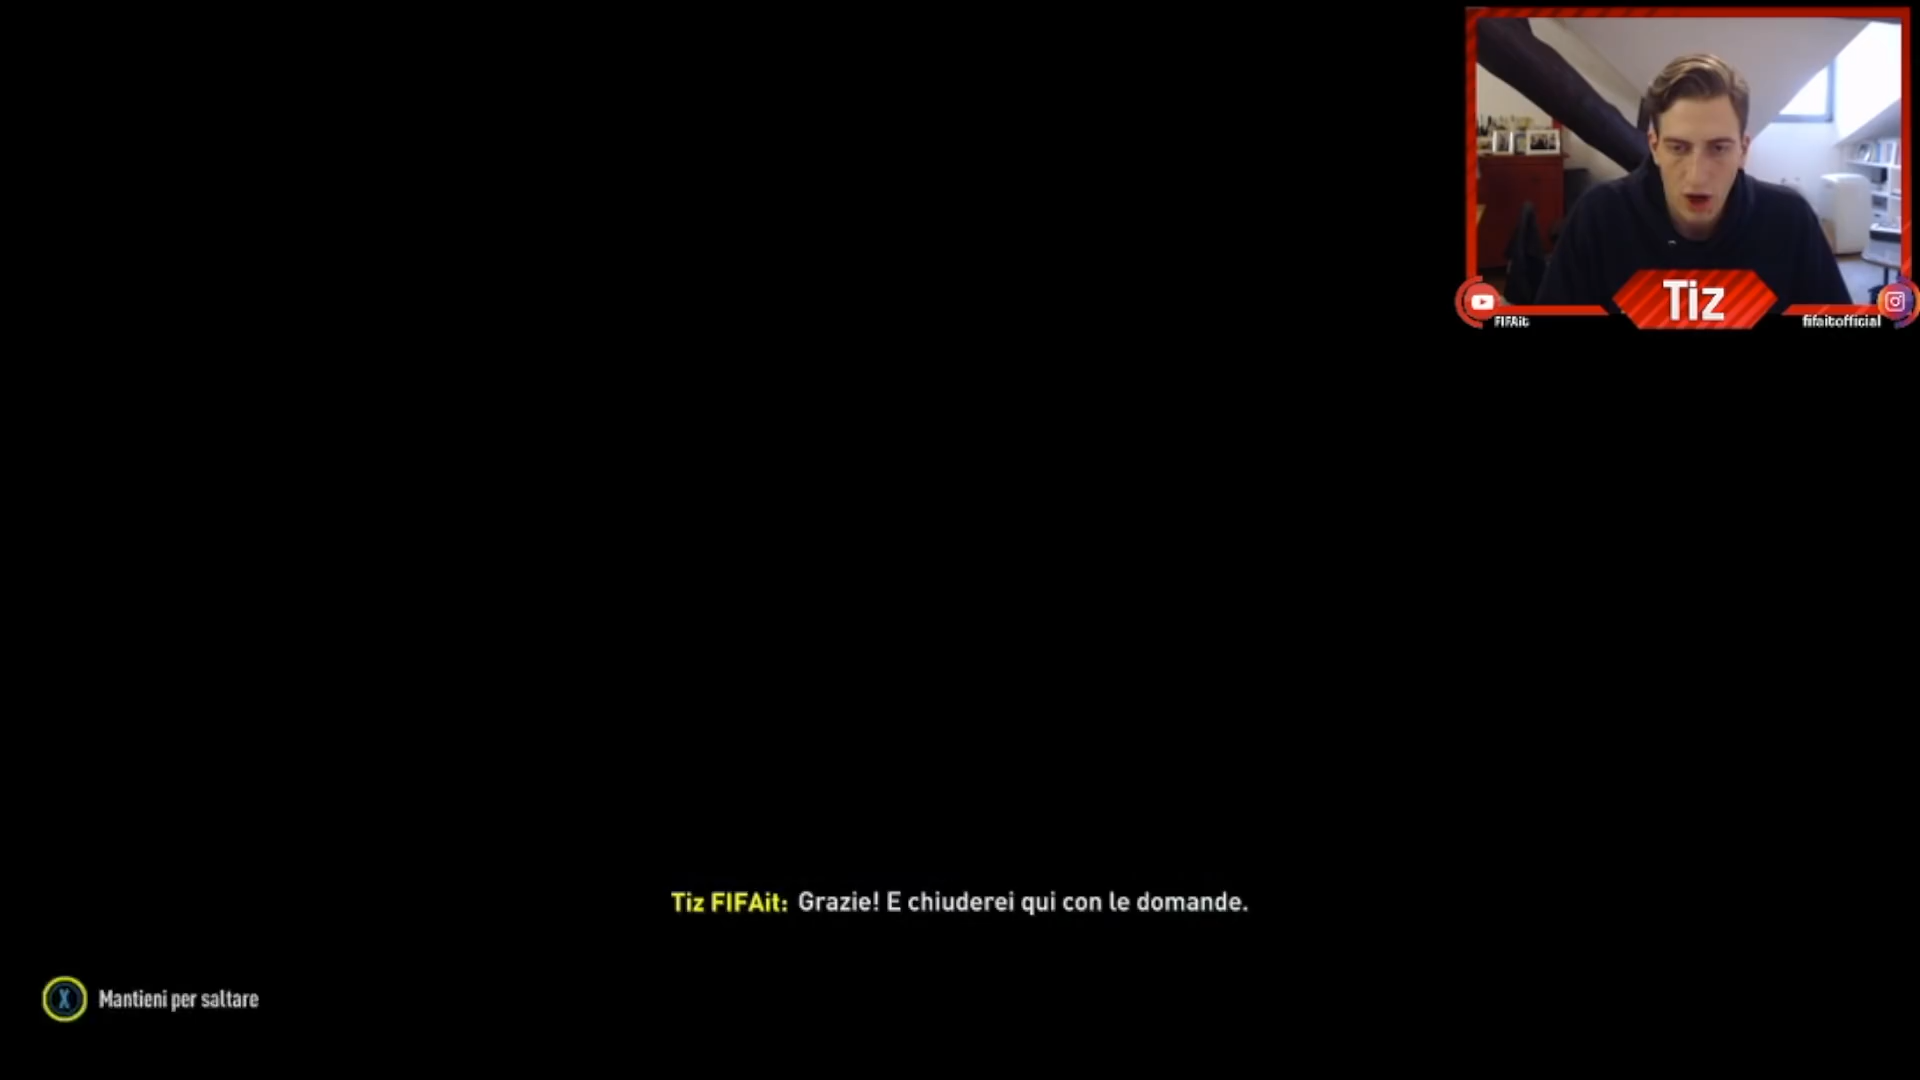 Tiz
FIFAit
fifaitofficial
Tiz FIFAit: Grazie! E chiuderei qui con le domande.
X Mantieni per saltare